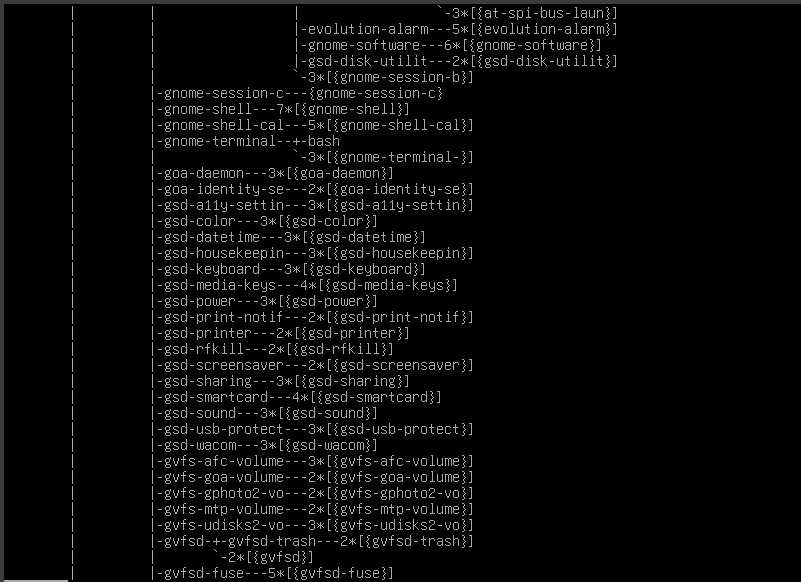 |         |                 |                 `-3*[{at-spi-bus-laun}]
|         |                 |-evolution-alarm---5*[{evolution-alarm}]
|         |                 |-gnome-software---6*[{gnome-software}]
|         |                 |-gsd-disk-utilit---2*[{gsd-disk-utilit}]
|         |                 `-3*[{gnome-session-b}]
|         |-gnome-session-c---{gnome-session-c}
|         |-gnome-shell---7*[{gnome-shell}]
|         |-gnome-shell-cal---5*[{gnome-shell-cal}]
|         |-gnome-terminal--+-bash
|         |                 `-3*[{gnome-terminal-}]
|         |-goa-daemon---3*[{goa-daemon}]
|         |-goa-identity-se---2*[{goa-identity-se}]
|         |-gsd-a11y-settin---3*[{gsd-a11y-settin}]
|         |-gsd-color---3*[{gsd-color}]
|         |-gsd-datetime---3*[{gsd-datetime}]
|         |-gsd-housekeepin---3*[{gsd-housekeepin}]
|         |-gsd-keyboard---3*[{gsd-keyboard}]
|         |-gsd-media-keys---4*[{gsd-media-keys}]
|         |-gsd-power---3*[{gsd-power}]
|         |-gsd-print-notif---2*[{gsd-print-notif}]
|         |-gsd-printer---2*[{gsd-printer}]
|         |-gsd-rfkill---2*[{gsd-rfkill}]
|         |-gsd-screensaver---2*[{gsd-screensaver}]
|         |-gsd-sharing---3*[{gsd-sharing}]
|         |-gsd-smartcard---4*[{gsd-smartcard}]
|         |-gsd-sound---3*[{gsd-sound}]
|         |-gsd-usb-protect---3*[{gsd-usb-protect}]
|         |-gsd-wacom---3*[{gsd-wacom}]
|         |-gvfs-afc-volume---3*[{gvfs-afc-volume}]
|         |-gvfs-goa-volume---2*[{gvfs-goa-volume}]
|         |-gvfs-gphoto2-vo---2*[{gvfs-gphoto2-vo}]
|         |-gvfs-mtp-volume---2*[{gvfs-mtp-volume}]
|         |-gvfs-udisks2-vo---3*[{gvfs-udisks2-vo}]
|         |-gvfsd-+-gvfsd-trash---2*[{gvfsd-trash}]
|         |       `-2*[{gvfsd}]
|         |-gvfsd-fuse---5*[{gvfsd-fuse}]